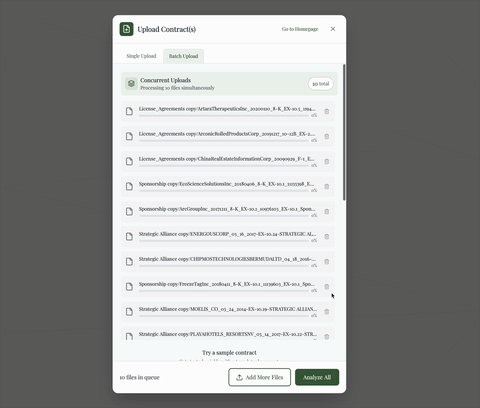 Upload Contract(s)
Go to Homepage
Single Upload
Batch Upload
Concurrent Uploads
Processing 10 files simultaneously
10 total
License_Agreements copy/ArtaraTherapeuticsInc_20200110_8-K_EX-10.5_1194...
0%
License_Agreements copy/ArconicRolledProductsCorp_20191217_10-12B_EX-2....
0%
License_Agreements copy/ChinaRealEstateInformationCorp_20090929_F-1_E...
0%
Sponsorship copy/EcoScienceSolutionsInc_20180406_8-K_EX-10.1_
0%
Sponsorship copy/ArcGroupInc_20171211_8-K_EX-10.1_10976103_EX-10.1_Spon...
0%
Strategic Alliance copy/ENERGOUSCORP_03_16_2017-EX-10.24-STRATEGIC AL...
0%
Strategic Alliance copy/CHIPMOSTECHNOLOGIESBERMUDALTD_04_18_2016-...
0%
Sponsorship copy/FreezeTagInc_20180411_8-K_EX-10.1_11139603_EX-10.1_Spo...
0%
Strategic Alliance copy/MOELIS_CO_03_24_2014-EX-10.19-STRATEGIC ALLIAN...
0%
Strategic Alliance copy/PLAYAHOTELS_RESORTSNV_03_14_2017-EX-10.22-STR...
0%
Try a sample contract
10 files in queue
Add More Files
Analyze All